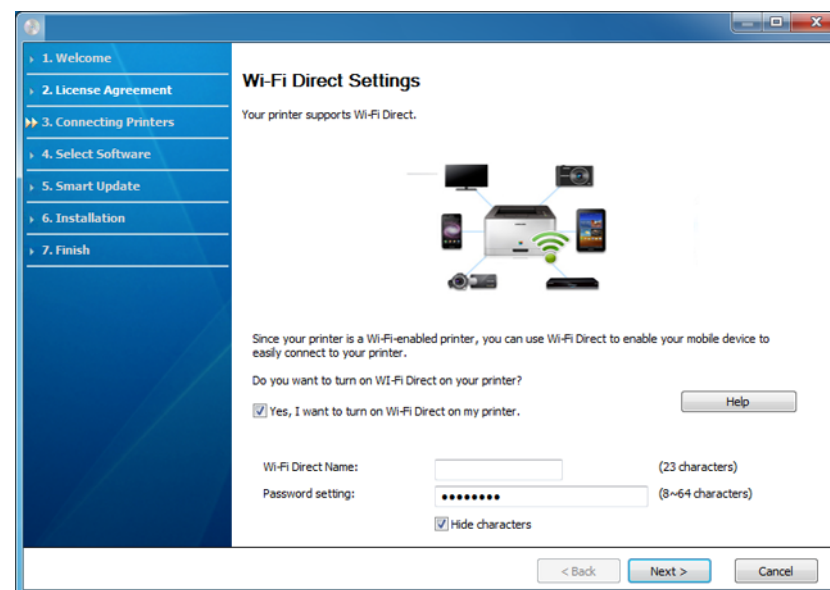 1. Welcome
2. License Agreement
3. Connecting Printers
4. Select Software
5. Smart Update
6. Installation
7. Finish
Wi-Fi Direct Settings
Your printer supports Wi-Fi Direct.
Since your printer is a Wi-Fi-enabled printer, you can use Wi-Fi Direct to enable your mobile device to
easily connect to your printer.
Do you want to turn on WI-Fi Direct on your printer?
Yes, I want to turn on Wi-Fi Direct on my printer.
Help
Wi-Fi Direct Name: (23 characters)
Password setting: ●●●●●●●● (8~64 characters)
Hide characters
< Back Next > Cancel